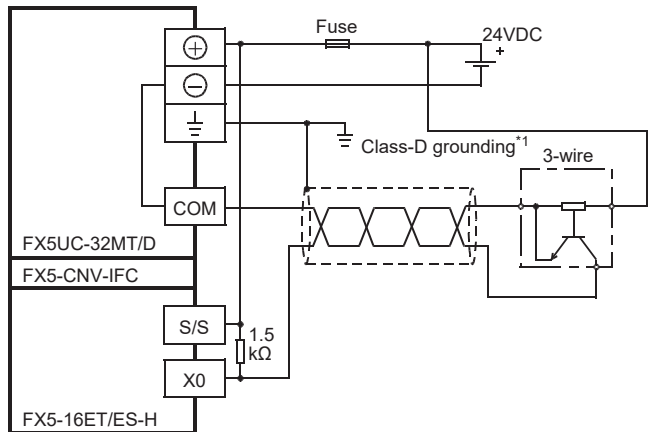 Fuse
24VDC
+
+
−
Class-D grounding*1
3-wire
COM
FX5UC-32MT/D
FX5-CNV-IFC
S/S
1.5
kΩ
X0
FX5-16ET/ES-H